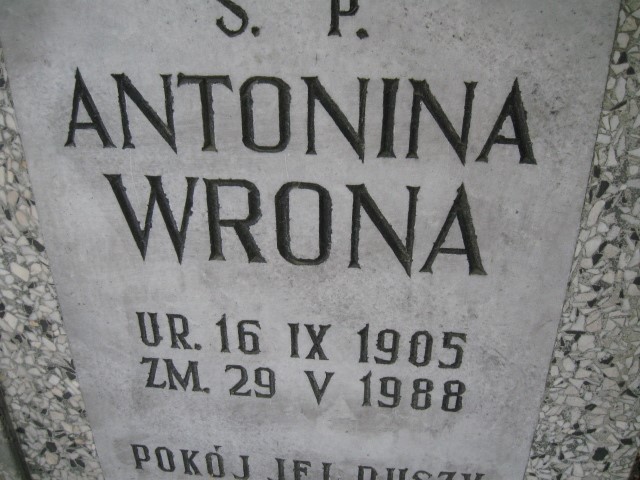 Ś. P.
ANTONINA
WRONA
UR. 16 IX 1905
ZM. 29 V 1988
POKÓJ JEJ DUSZY